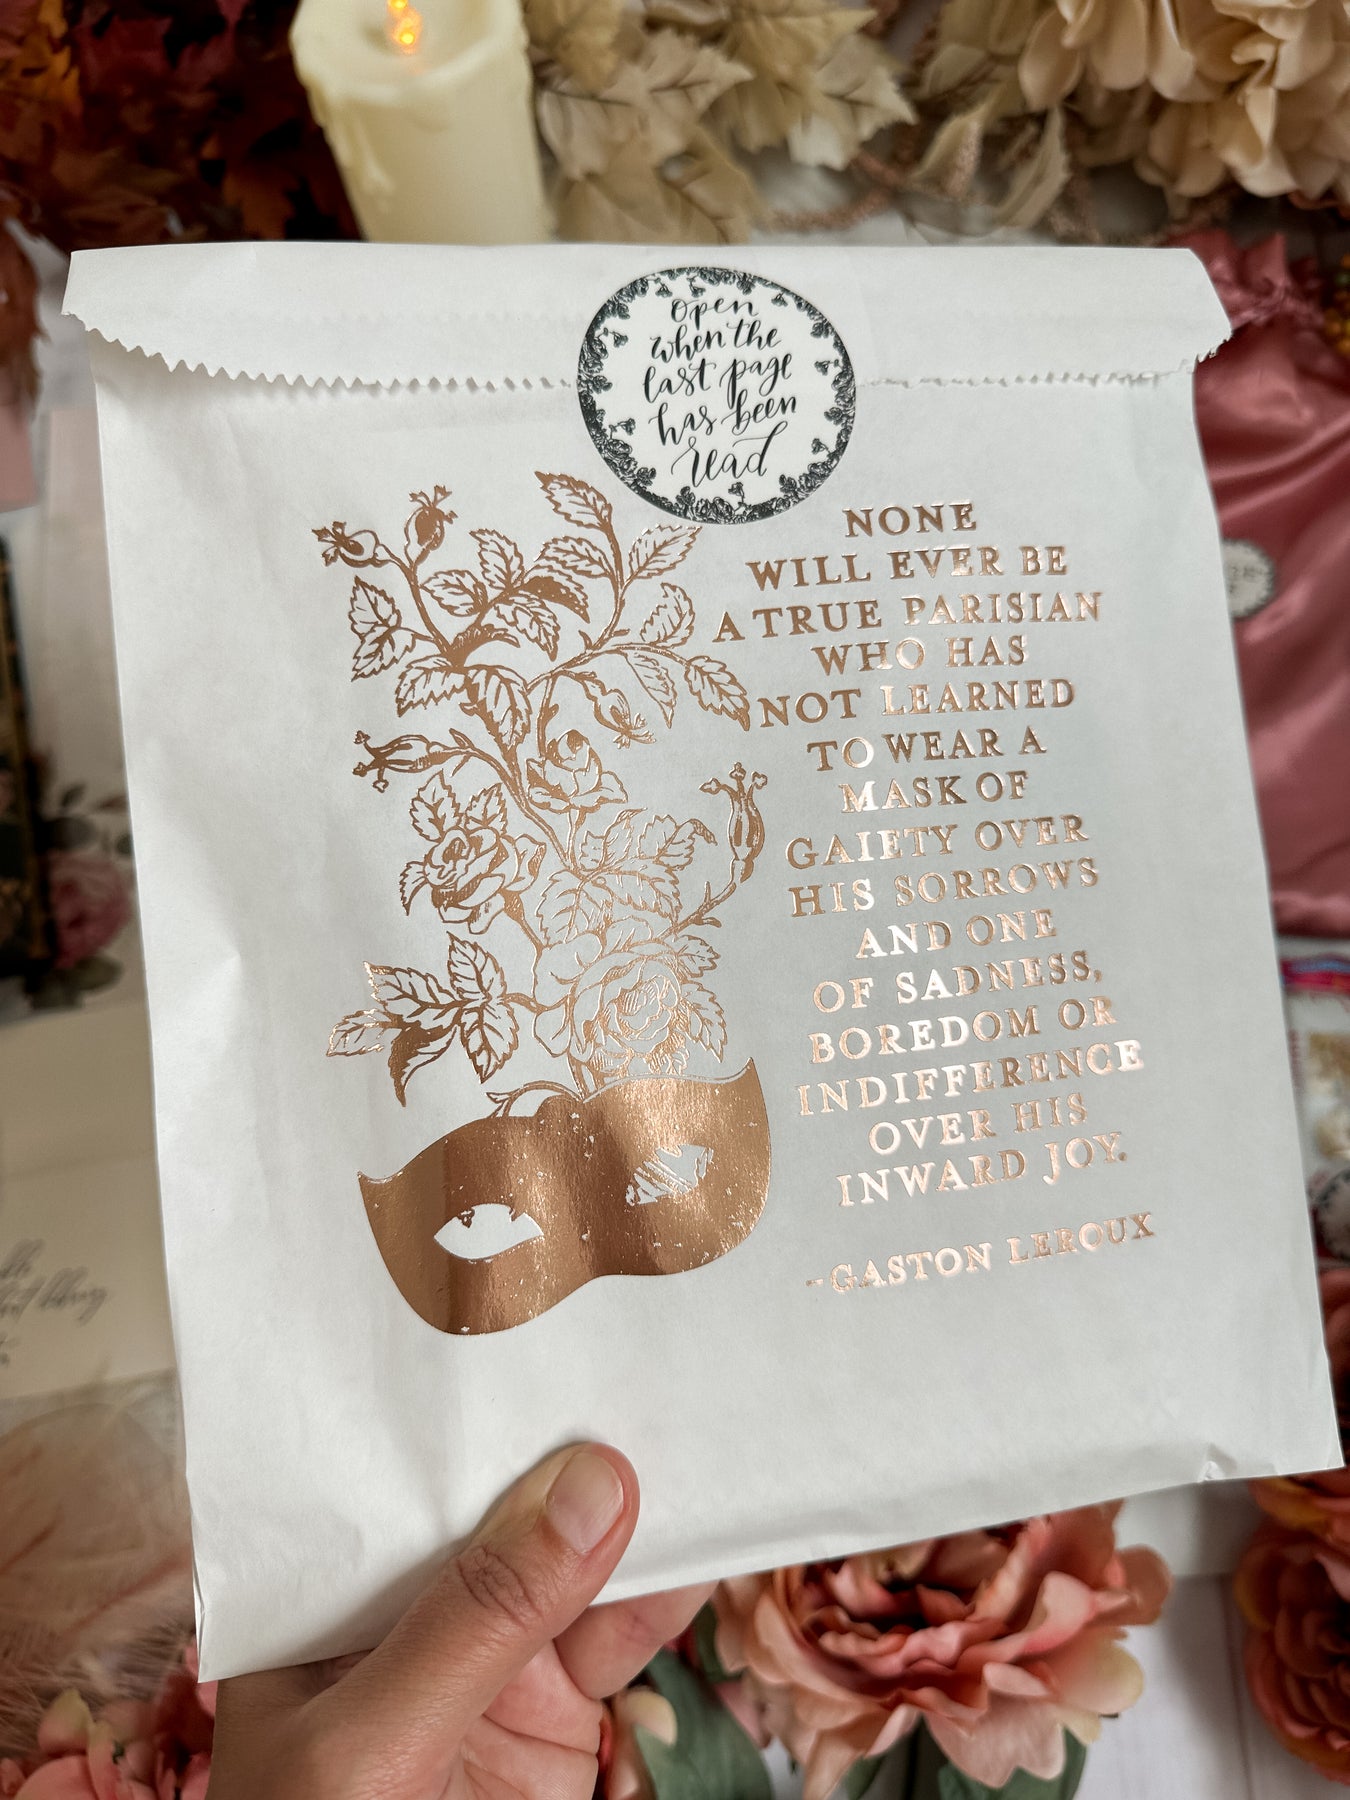 open
when the
last page
has been
read
NONE
WILL EVER BE
A TRUE PARISIAN
WHO HAS
NOT LEARNED
TO WEAR A
MASK OF
GAIETY OVER
HIS SORROWS
AND ONE
OF SADNESS,
BOREDOM OR
INDIFFERENCE
OVER HIS
INWARD JOY.
-GASTON LEROUX